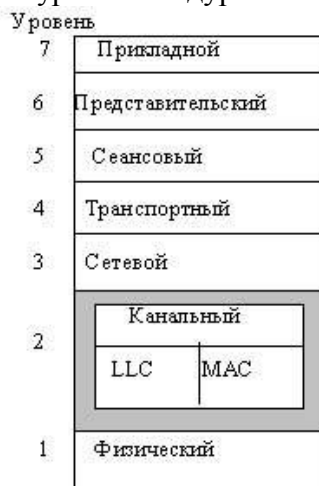 Уровень
7 Прикладной
6 Представительский
5 Сеансовый
4 Транспортный
3 Сетевой
Канальный
2
LLC MAC
1 Физический